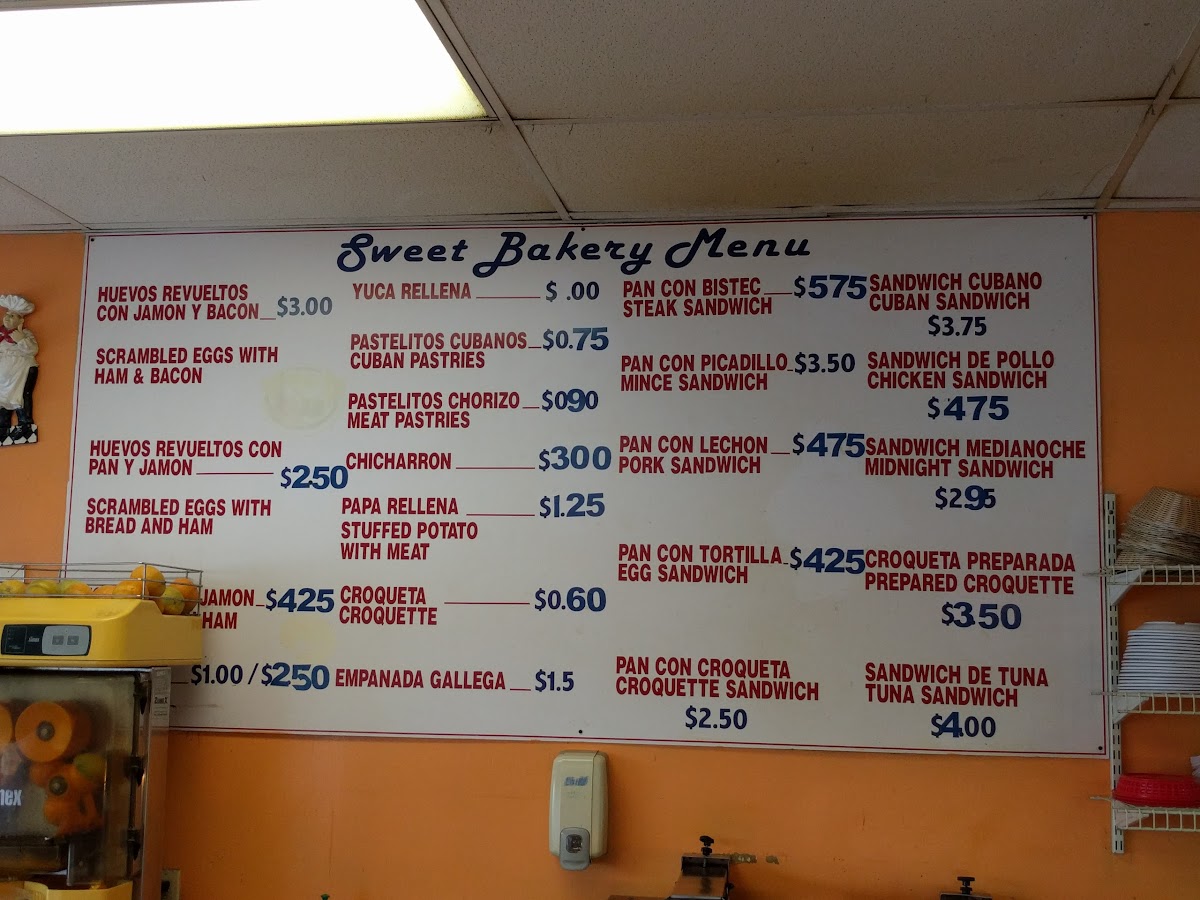 Sweet Bakery Menu
HUEVOS REVUELTOS
CON JAMON Y BACON $3.00
SCRAMBLED EGGS WITH
HAM & BACON
HUEVOS REVUELTOS CON
PAN Y JAMON $2.50
SCRAMBLED EGGS WITH
BREAD AND HAM
JAMON $425
HAM
$1.00 / $250
YUCA RELLENA $ .00
PASTELITOS CUBANOS $0.75
CUBAN PASTRIES
PASTELITOS CHORIZO $090
MEAT PASTRIES
CHICHARRON $300
PAPA RELLENA $1.25
STUFFED POTATO
WITH MEAT
CROQUETA $0.60
CROQUETTE
EMPANADA GALLEGA $1.5
PAN CON BISTEC $575
STEAK SANDWICH
PAN CON PICADILLO $3.50
MINCE SANDWICH
PAN CON LECHON $475
PORK SANDWICH
PAN CON TORTILLA $425
EGG SANDWICH
PAN CON CROQUETA
CROQUETTE SANDWICH
$2.50
SANDWICH CUBANO
CUBAN SANDWICH
$3.75
SANDWICH DE POLLO
CHICKEN SANDWICH
$475
SANDWICH MEDIANOCHE
MIDNIGHT SANDWICH
$295
CROQUETA PREPARADA
PREPARED CROQUETTE
$3.50
SANDWICH DE TUNA
TUNA SANDWICH
$4.00